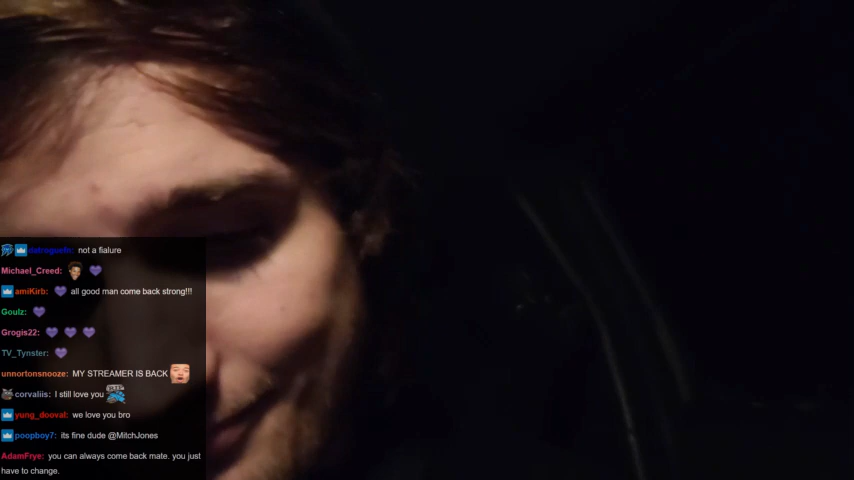 datroguefn: not a fialure
Michael_Creed:
amiKirb: all good man come back strong!!!
Goulz:
Grogis22:
TV_Tynster:
unnortonsnooze: MY STREAMER IS BACK
corvaliis: I still love you
yung_dooval: we love you bro
poopboy7: its fine dude @MitchJones
AdamFrye: you can always come back mate. you just
have to change.